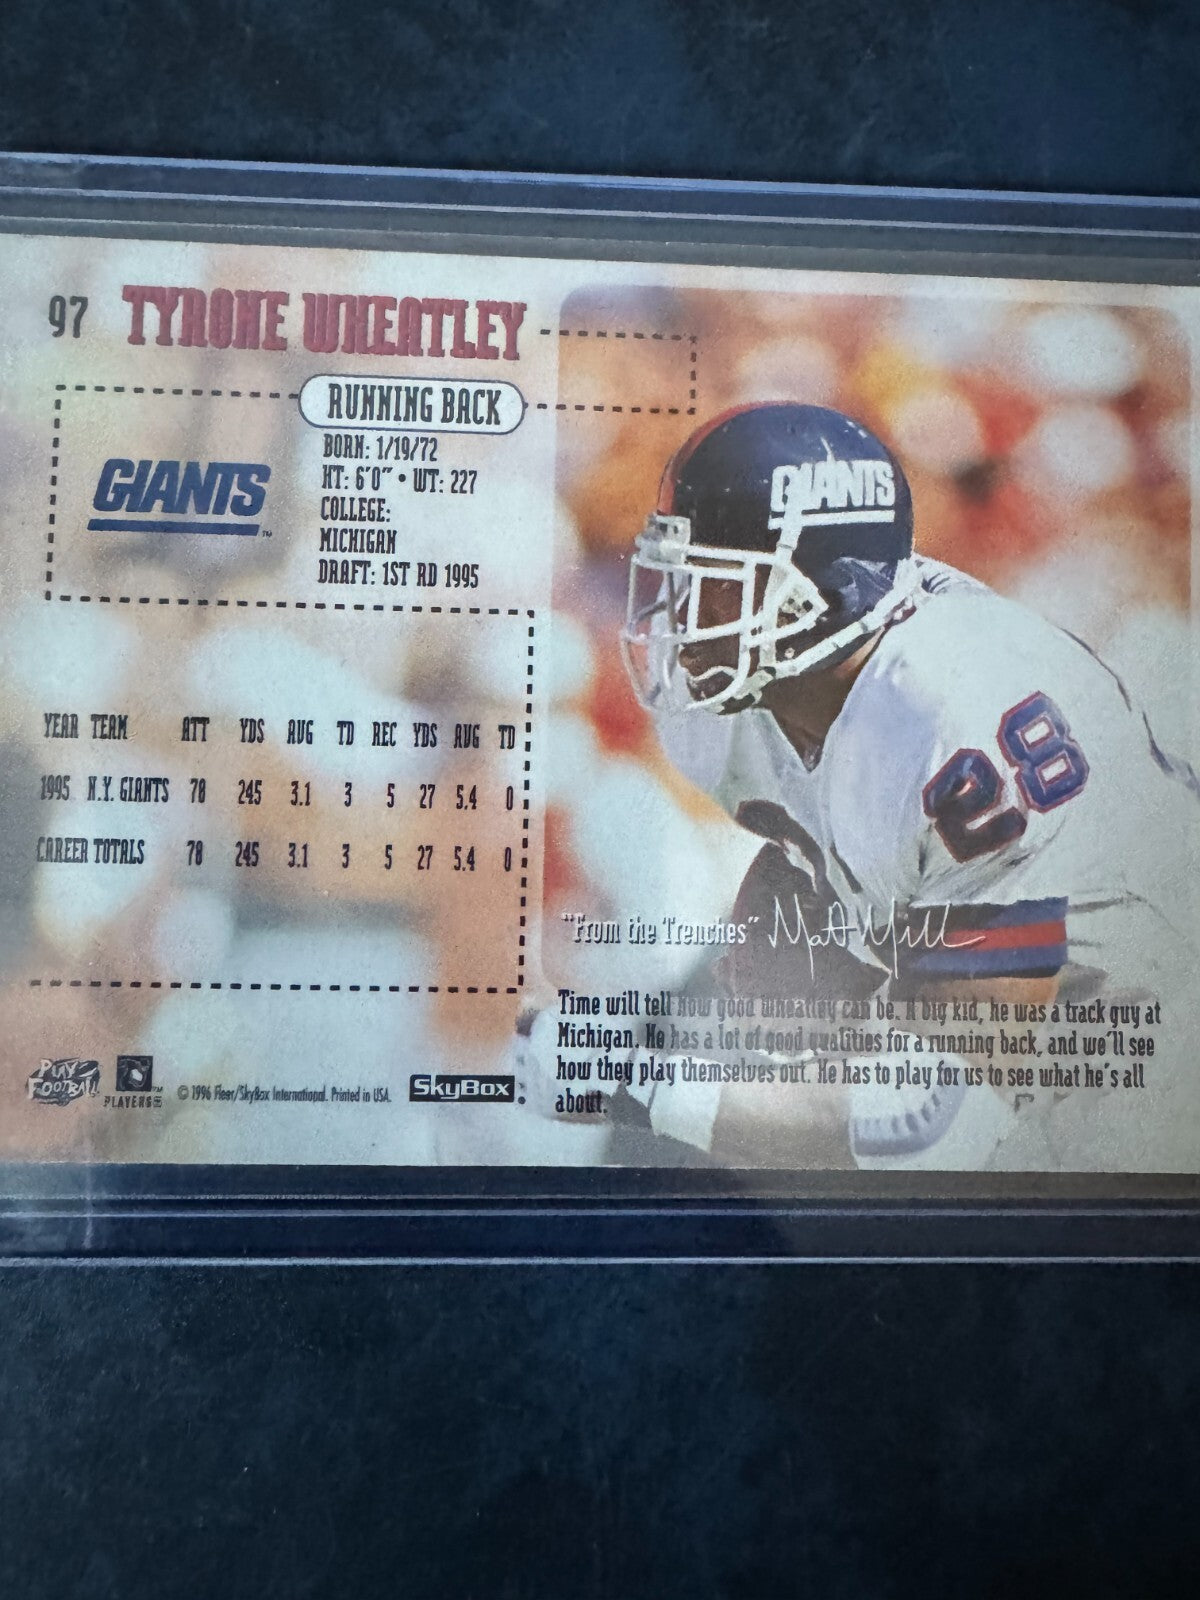 97 TYRONE WHEATLEY
RUNNING BACK
GIANTS
BORN: 1/19/72
HT: 6'0" • WT: 227
COLLEGE:
MICHIGAN
DRAFT: 1ST RD 1995
GIANTS
28
YEAR TEAM ATT YDS AVG TD REC YDS AVG TD
1995 N.Y. GIANTS 78 245 3.1 3 5 27 5.4 0
CAREER TOTALS 78 245 3.1 3 5 27 5.4 0
"From the Trenches" Matt Mill
Time will tell how good Wheatley can be. A big kid, he was a track guy at
Michigan. He has a lot of good qualities for a running back, and we'll see
how they play themselves out. He has to play for us to see what he's all
about.
PLAY
FOOTBALL
PLAYERS
© 1996 Fleer/SkyBox International. Printed in USA.
SkyBox